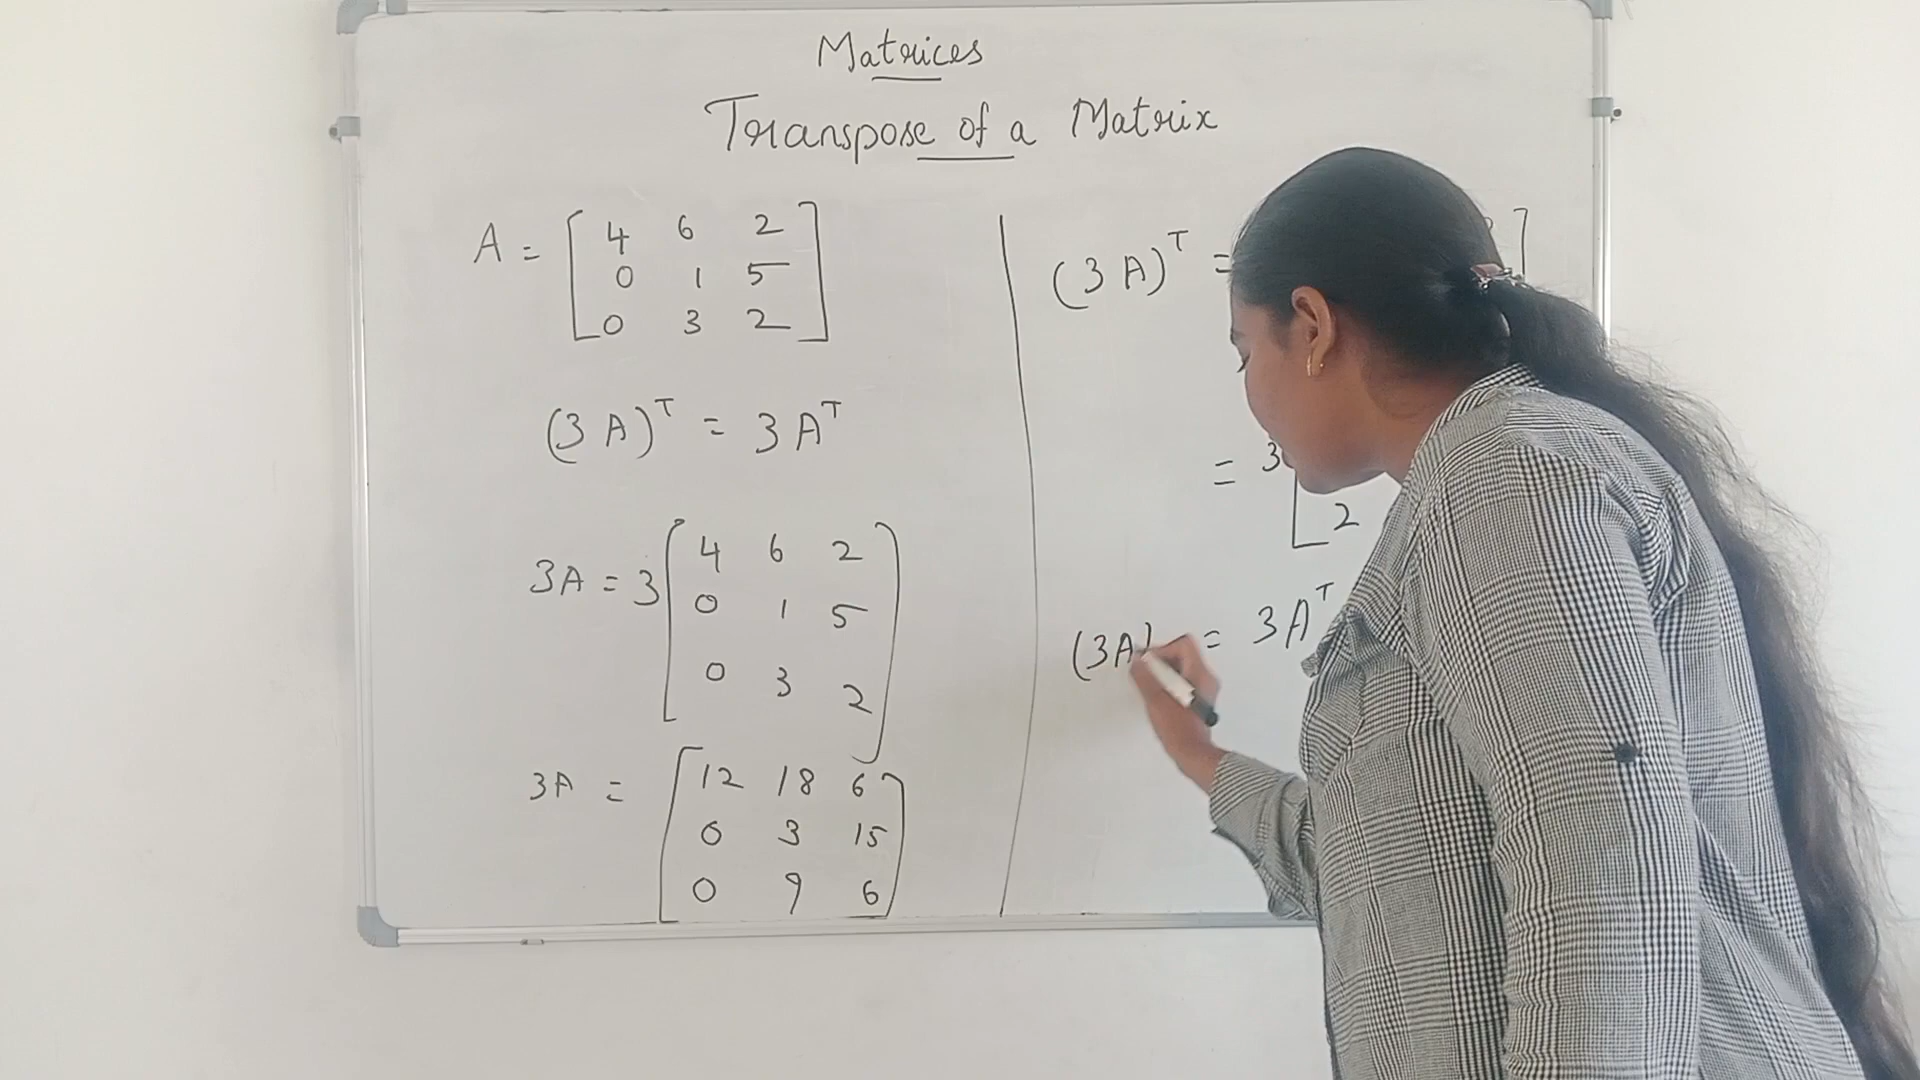 Matrices
Transpose of a Matrix
A = [ 4 6 2
0 1 5
0 3 2 ]
(3A)ᵀ = 3Aᵀ
3A = 3 [ 4 6 2
0 1 5
0 3 2 ]
3A = [ 12 18 6
0 3 15
0 9 6 ]
(3A)ᵀ =
= 3 [
2
(3A) = 3Aᵀ